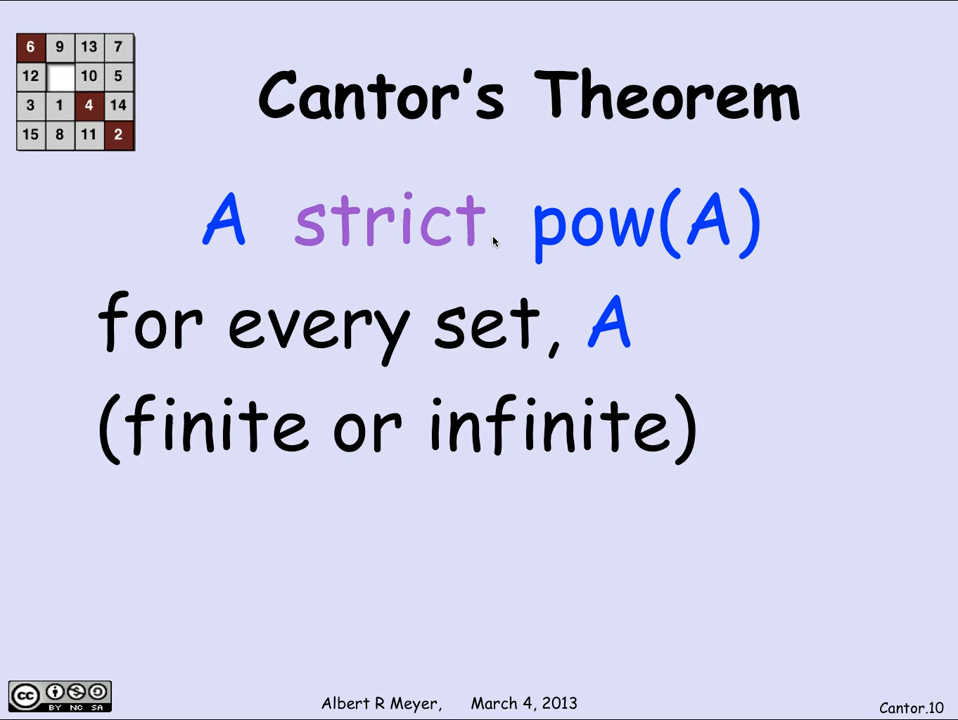 6 9 13 7
12 10 5
3 1 4 14
15 8 11 2
Cantor's Theorem
A strict pow(A)
for every set, A
(finite or infinite)
cc BY NC SA
Albert R Meyer, March 4, 2013
Cantor.10